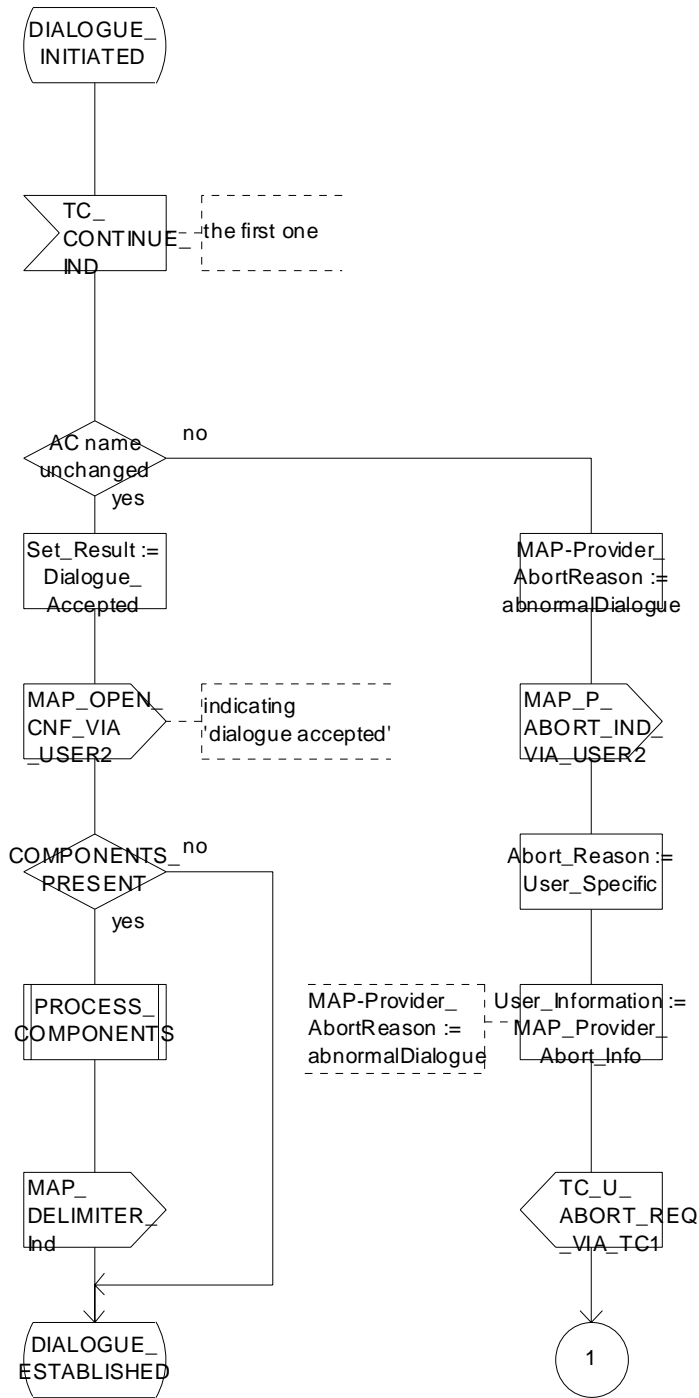 DIALOGUE_
INITIATED
TC_
CONTINUE_
IND
the first one
AC name
unchanged
no
yes
Set_Result :=
Dialogue_
Accepted
MAP_OPEN_
CNF_VIA
_USER2
indicating
'dialogue accepted'
COMPONENTS_
PRESENT
no
yes
PROCESS_
COMPONENTS
MAP_
DELIMITER_
Ind
DIALOGUE_
ESTABLISHED
MAP-Provider_
AbortReason :=
abnormalDialogue
MAP_P_
ABORT_IND_
VIA_USER2
Abort_Reason :=
User_Specific
MAP-Provider_
AbortReason :=
abnormalDialogue
User_Information :=
MAP_Provider_
Abort_Info
TC_U_
ABORT_REQ
_VIA_TC1
1